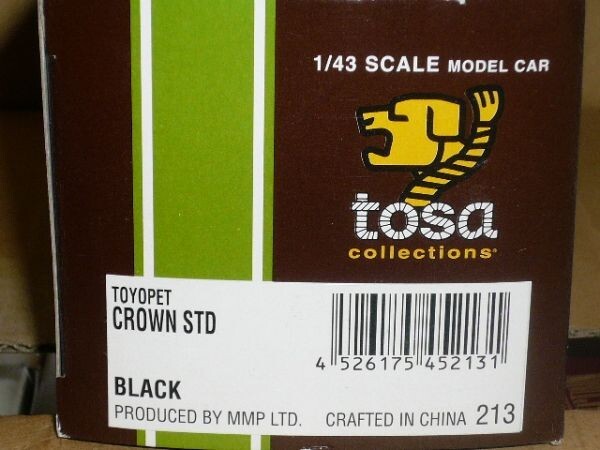 1/43 SCALE MODEL CAR
tosa
collections
TOYOPET
CROWN STD
4 526175 452131
BLACK
PRODUCED BY MMP LTD. CRAFTED IN CHINA 213